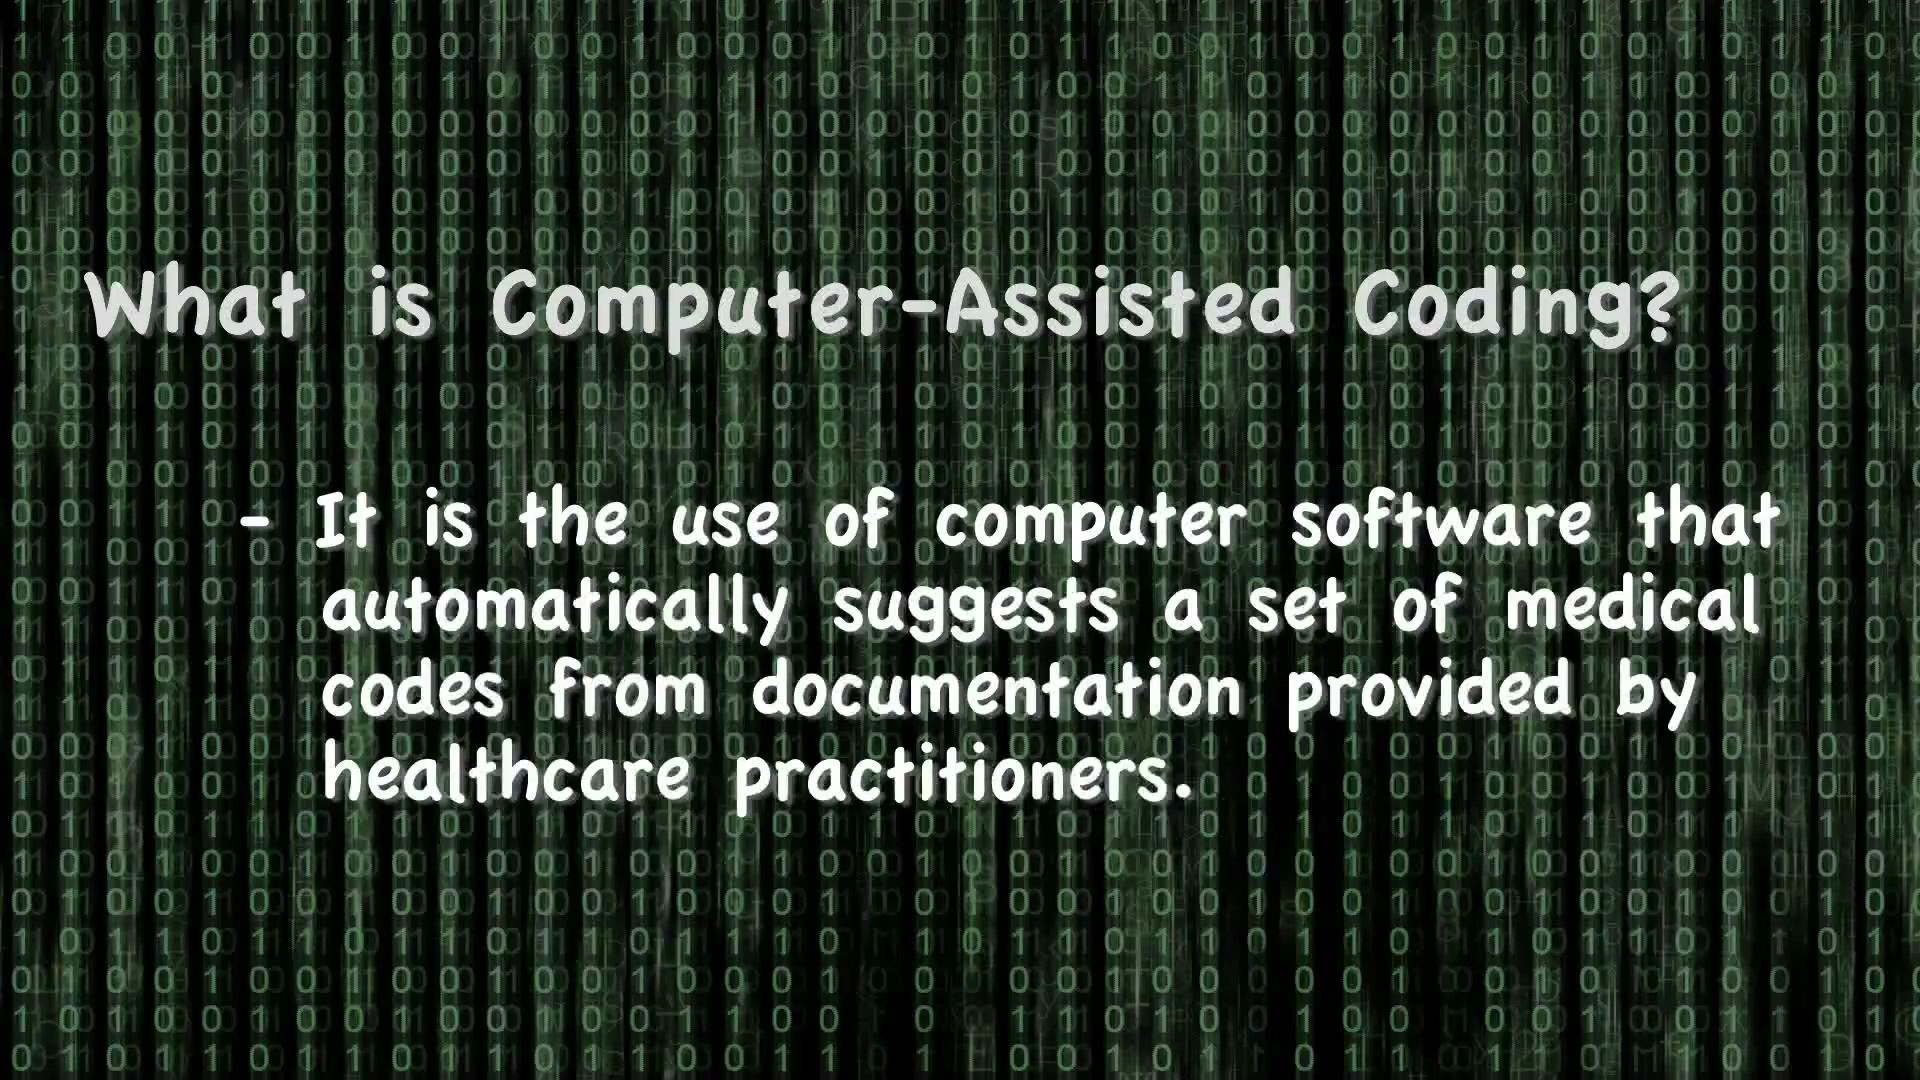 What is Computer-Assisted Coding?
- It is the use of computer software that
automatically suggests a set of medical
codes from documentation provided by
healthcare practitioners.